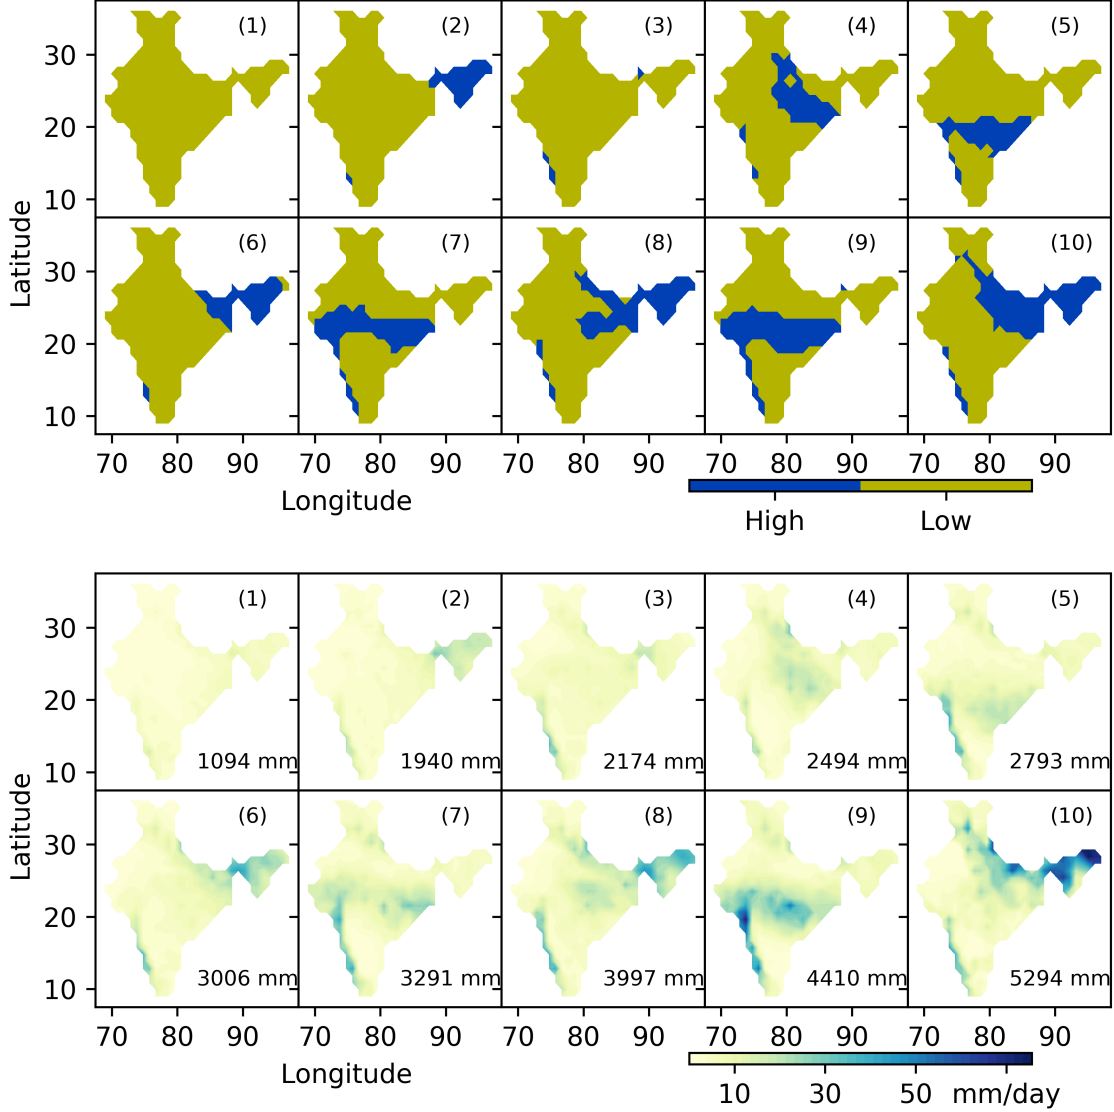 (1) (2) (3) (4) (5)
30
20
10
Latitude
(6) (7) (8) (9) (10)
30
20
10
70 80 90 70 80 90 70 80 90 70 80 90 70 80 90
Longitude
High Low
(1) (2) (3) (4) (5)
30
20
1094 mm 1940 mm 2174 mm 2494 mm 2793 mm
10
Latitude
(6) (7) (8) (9) (10)
30
20
3006 mm 3291 mm 3997 mm 4410 mm 5294 mm
10
70 80 90 70 80 90 70 80 90 70 80 90 70 80 90
Longitude
10 30 50 mm/day